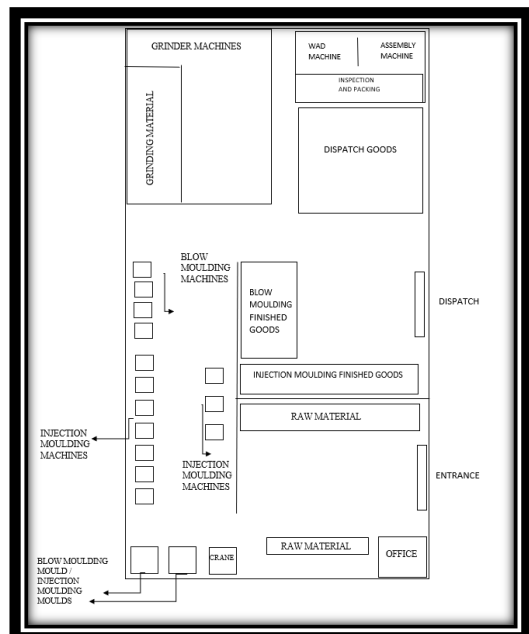 GRINDER MACHINES
WAD
MACHINE
ASSEMBLY
MACHINE
INSPECTION
AND PACKING
GRINDING MATERIAL
DISPATCH GOODS
BLOW
MOULDING
MACHINES
BLOW
MOULDING
FINISHED
GOODS
DISPATCH
INJECTION MOULDING FINISHED GOODS
RAW MATERIAL
INJECTION
MOULDING
MACHINES
INJECTION
MOULDING
MACHINES
ENTRANCE
RAW MATERIAL
OFFICE
CRANE
BLOW MOULDING
MOULD /
INJECTION
MOULDING
MOULDS